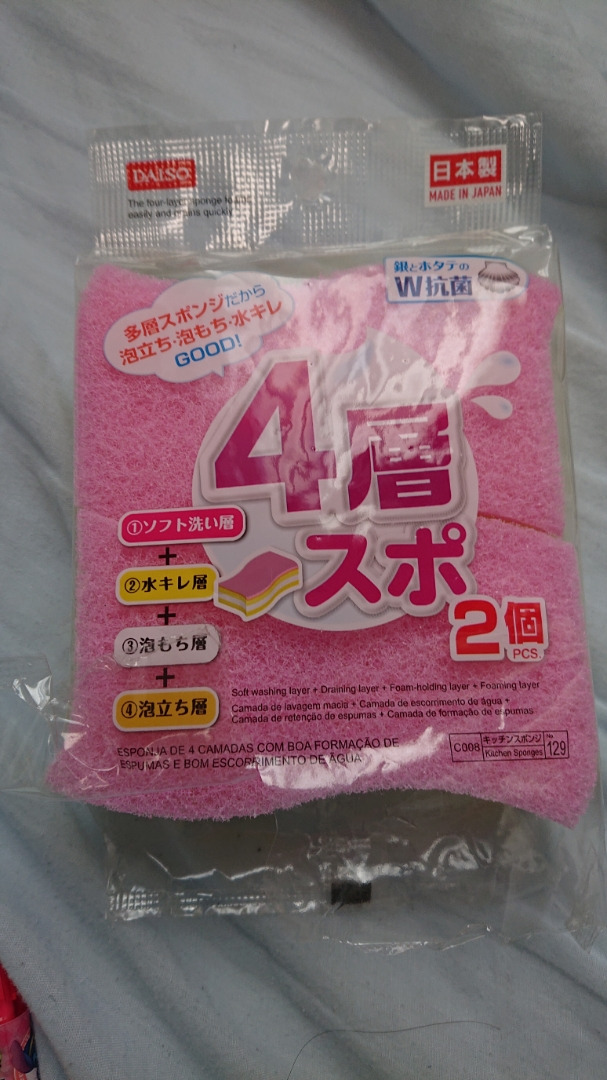 DAISO
日本製
MADE IN JAPAN
The four-layer sponge
easily and drains quickly.
銀とホタテの
W抗菌
多層スポンジだから
泡立ち・泡もち・水キレ
GOOD!
4層
スポ
2個
PCS.
①ソフト洗い層
+
②水キレ層
+
③泡もち層
+
④泡立ち層
Soft washing layer + Draining layer + Foam-holding layer + Foaming layer
Camada de lavagem macia + Camada de escorrimento de água +
Camada de retenção de espumas + Camada de formação de espumas
ESPONJA DE 4 CAMADAS COM BOA FORMAÇÃO DE
ESPUMAS E BOM ESCORRIMENTO DE ÁGUA
C008 キッチンスポンジ Kitchen Sponges No 129